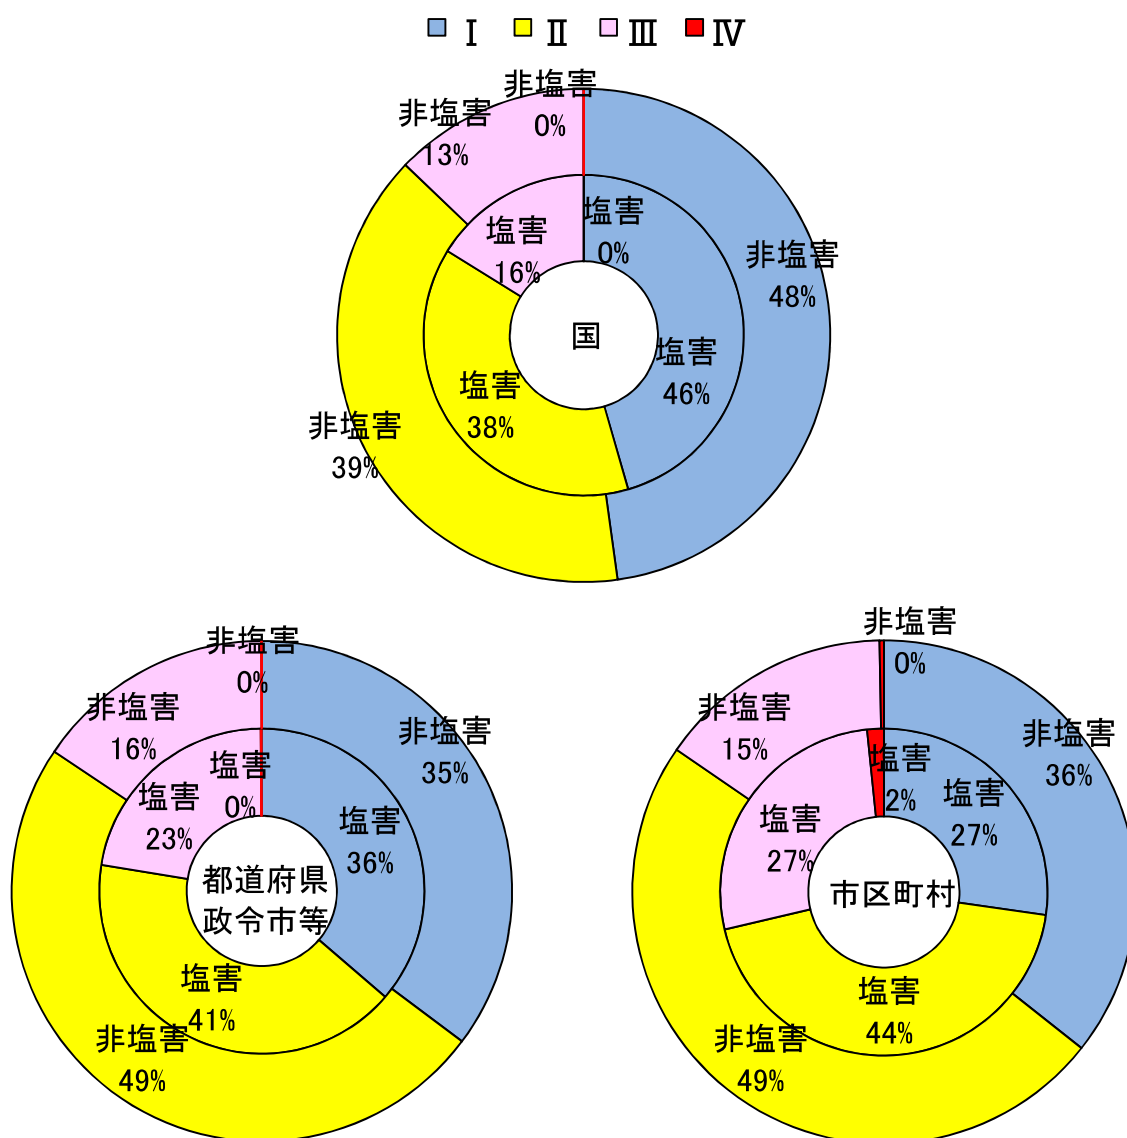 Ⅰ Ⅱ Ⅲ Ⅳ
非塩害
0%
非塩害
13%
塩害
0%
塩害
16%
非塩害
48%
国
塩害
46%
塩害
38%
非塩害
39%
非塩害
0%
非塩害
16%
非塩害
35%
塩害
0%
塩害
23%
塩害
36%
都道府県
政令市等
塩害
41%
非塩害
49%
非塩害
0%
非塩害
15%
非塩害
36%
塩害
2%
塩害
27%
塩害
27%
市区町村
塩害
44%
非塩害
49%